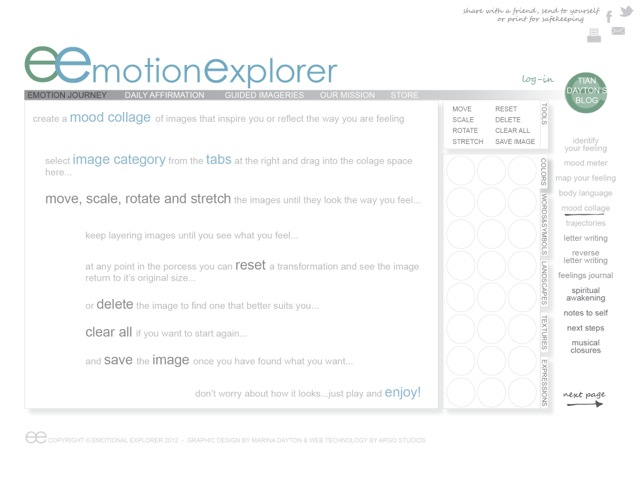 share with a friend, send to yourself
or print for safekeeping
eemotionexplorer
log-in
TIAN
DAYTON'S
BLOG
EMOTION JOURNEY DAILY AFFIRMATION GUIDED IMAGERIES OUR MISSION STORE
create a mood collage of images that inspire you or reflect the way you are feeling
select image category from the tabs at the right and drag into the colage space
here...
move, scale, rotate and stretch the images until they look the way you feel...
keep layering images until you see what you feel...
at any point in the porcess you can reset a transformation and see the image
return to it's original size...
or delete the image to find one that better suits you...
clear all if you want to start again...
and save the image once you have found what you want...
don't worry about how it looks...just play and enjoy!
MOVE RESET
SCALE DELETE
ROTATE CLEAR ALL
STRETCH SAVE IMAGE
TOOLS
COLORS
WORDS&SYMBOLS
LANDSCAPES
TEXTURES
EXPRESSIONS
identify
your feeling
mood meter
map your feeling
body language
mood collage
trajectories
letter writing
reverse
letter writing
feelings journal
spiritual
awakening
notes to self
next steps
musical
closures
next page
ee COPYRIGHT © EMOTIONAL EXPLORER 2012 - GRAPHIC DESIGN BY MARINA DAYTON & WEB TECHNOLOGY BY ARGO STUDIOS